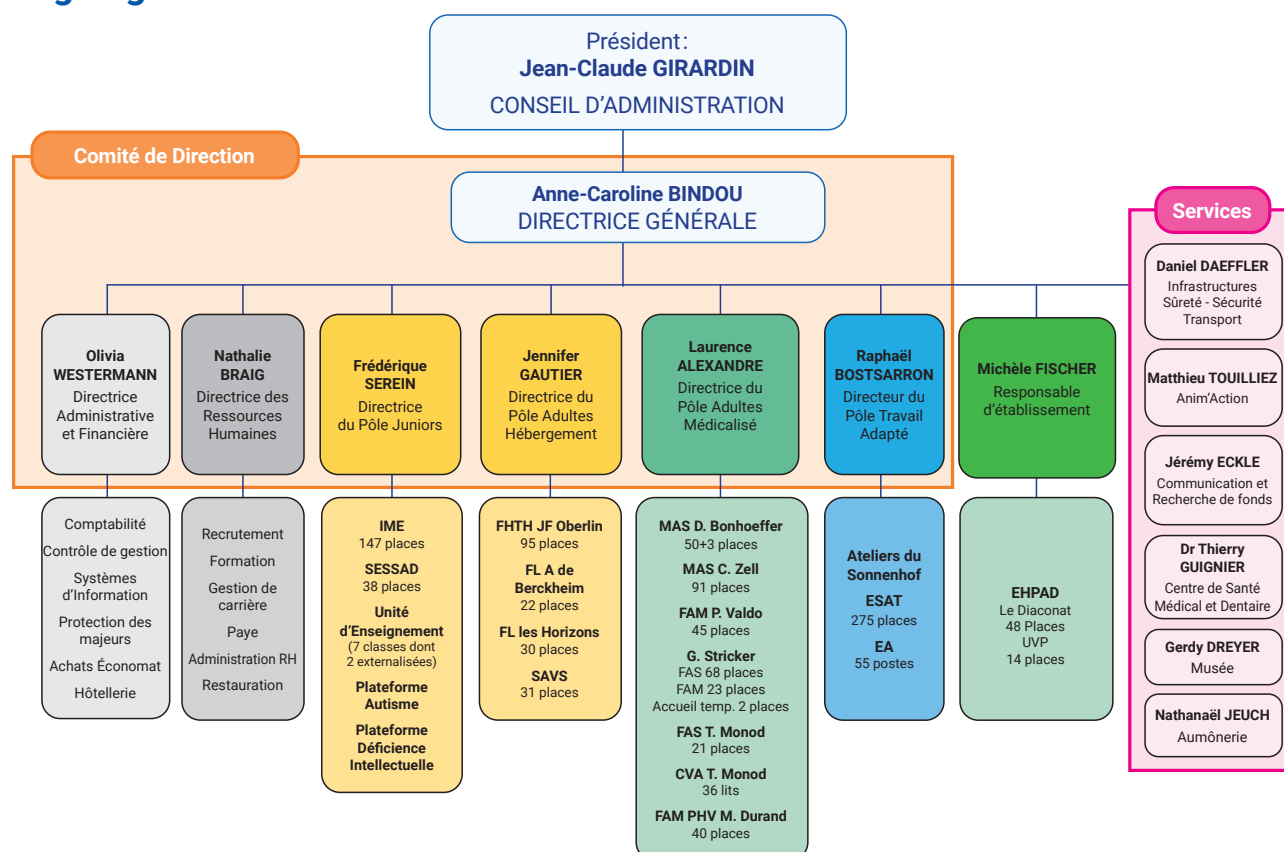 Président:
Jean-Claude GIRARDIN
CONSEIL D'ADMINISTRATION
Comité de Direction
Anne-Caroline BINDOU
DIRECTRICE GÉNÉRALE
Olivia
WESTERMANN
Directrice
Administrative
et Financière
Nathalie
BRAIG
Directrice des
Ressources
Humaines
Frédérique
SEREIN
Directrice
du Pôle Juniors
Jennifer
GAUTIER
Directrice du
Pôle Adultes
Hébergement
Laurence
ALEXANDRE
Directrice du
Pôle Adultes
Médicalisé
Raphaël
BOSTSARRON
Directeur du
Pôle Travail
Adapté
Michèle FISCHER
Responsable
d'établissement
Comptabilité
Contrôle de gestion
Systèmes
d'Information
Protection des
majeurs
Achats Économat
Hôtellerie
Recrutement
Formation
Gestion de
carrière
Paye
Administration RH
Restauration
IME
147 places
SESSAD
38 places
Unité
d'Enseignement
(7 classes dont
2 externalisées)
Plateforme
Autisme
Plateforme
Déficience
Intellectuelle
FHTH JF Oberlin
95 places
FL A de
Berckheim
22 places
FL les Horizons
30 places
SAVS
31 places
MAS D. Bonhoeffer
50+3 places
MAS C. Zell
91 places
FAM P. Valdo
45 places
G. Stricker
FAS 68 places
FAM 23 places
Accueil temp. 2 places
FAS T. Monod
21 places
CVA T. Monod
36 lits
FAM PHV M. Durand
40 places
Ateliers du
Sonnenhof
ESAT
275 places
EA
55 postes
EHPAD
Le Diaconat
48 Places
UVP
14 places
Services
Daniel DAEFFLER
Infrastructures
Sûreté - Sécurité
Transport
Matthieu TOUILLIEZ
Anim'Action
Jérémy ECKLE
Communication et
Recherche de fonds
Dr Thierry
GUIGNIER
Centre de Santé
Médical et Dentaire
Gerdy DREYER
Musée
Nathanaël JEUCH
Aumônerie